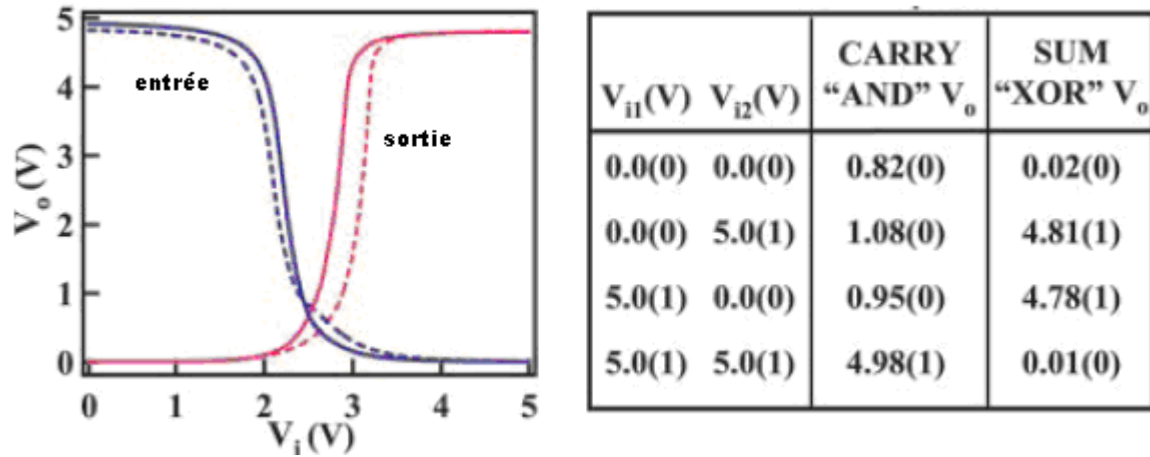 5
4
3
2
1
0
V_o (V)
entrée
sortie
0 1 2 3 4 5
V_i (V)
CARRY SUM
V_i1(V) V_i2(V) “AND” V_o “XOR” V_o
0.0(0) 0.0(0) 0.82(0) 0.02(0)
0.0(0) 5.0(1) 1.08(0) 4.81(1)
5.0(1) 0.0(0) 0.95(0) 4.78(1)
5.0(1) 5.0(1) 4.98(1) 0.01(0)